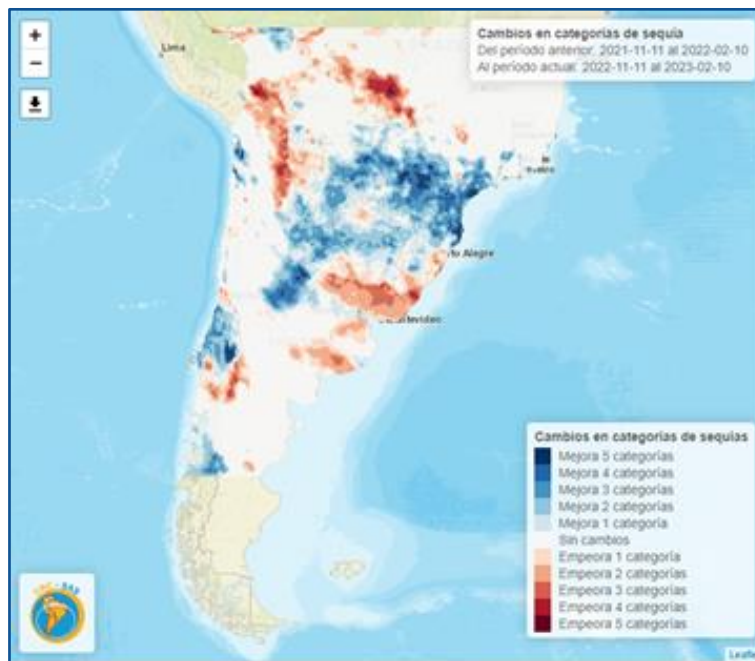 +
−
Lima
Cambios en categorías de sequía
Del período anterior: 2021-11-11 al 2022-02-10
Al período actual: 2022-11-11 al 2023-02-10
rto Alegre
ntevideo
Cambios en categorías de sequías
Mejora 5 categorías
Mejora 4 categorías
Mejora 3 categorías
Mejora 2 categorías
Mejora 1 categoría
Sin cambios
Empeora 1 categoría
Empeora 2 categorías
Empeora 3 categorías
Empeora 4 categorías
Empeora 5 categorías
Leafle